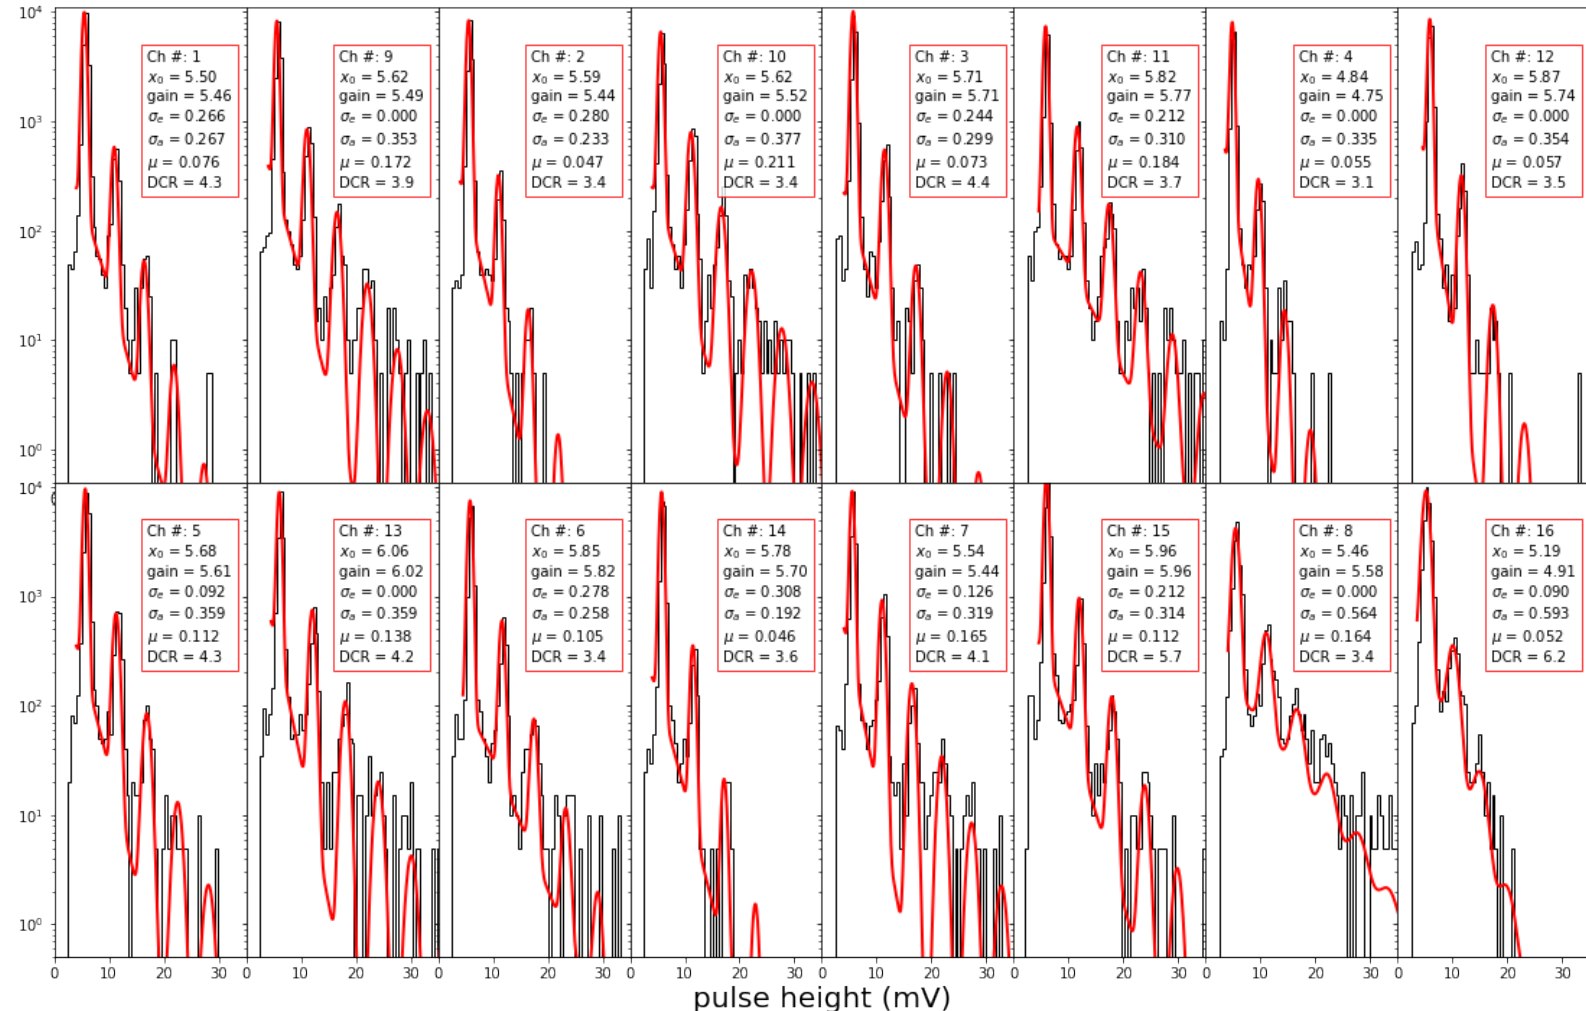 10⁴
10³
10²
10¹
10⁰
Ch #: 1
x₀ = 5.50
gain = 5.46
σₑ = 0.266
σₐ = 0.267
μ = 0.076
DCR = 4.3
Ch #: 9
x₀ = 5.62
gain = 5.49
σₑ = 0.000
σₐ = 0.353
μ = 0.172
DCR = 3.9
Ch #: 2
x₀ = 5.59
gain = 5.44
σₑ = 0.280
σₐ = 0.233
μ = 0.047
DCR = 3.4
Ch #: 10
x₀ = 5.62
gain = 5.52
σₑ = 0.000
σₐ = 0.377
μ = 0.211
DCR = 3.4
Ch #: 3
x₀ = 5.71
gain = 5.71
σₑ = 0.244
σₐ = 0.299
μ = 0.073
DCR = 4.4
Ch #: 11
x₀ = 5.82
gain = 5.77
σₑ = 0.212
σₐ = 0.310
μ = 0.184
DCR = 3.7
Ch #: 4
x₀ = 4.84
gain = 4.75
σₑ = 0.000
σₐ = 0.335
μ = 0.055
DCR = 3.1
Ch #: 12
x₀ = 5.87
gain = 5.74
σₑ = 0.000
σₐ = 0.354
μ = 0.057
DCR = 3.5
10⁴
10³
10²
10¹
10⁰
Ch #: 5
x₀ = 5.68
gain = 5.61
σₑ = 0.092
σₐ = 0.359
μ = 0.112
DCR = 4.3
Ch #: 13
x₀ = 6.06
gain = 6.02
σₑ = 0.000
σₐ = 0.359
μ = 0.138
DCR = 4.2
Ch #: 6
x₀ = 5.85
gain = 5.82
σₑ = 0.278
σₐ = 0.258
μ = 0.105
DCR = 3.4
Ch #: 14
x₀ = 5.78
gain = 5.70
σₑ = 0.308
σₐ = 0.192
μ = 0.046
DCR = 3.6
Ch #: 7
x₀ = 5.54
gain = 5.44
σₑ = 0.126
σₐ = 0.319
μ = 0.165
DCR = 4.1
Ch #: 15
x₀ = 5.96
gain = 5.96
σₑ = 0.212
σₐ = 0.314
μ = 0.112
DCR = 5.7
Ch #: 8
x₀ = 5.46
gain = 5.58
σₑ = 0.000
σₐ = 0.564
μ = 0.164
DCR = 3.4
Ch #: 16
x₀ = 5.19
gain = 4.91
σₑ = 0.090
σₐ = 0.593
μ = 0.052
DCR = 6.2
0 10 20 30 0 10 20 30 0 10 20 30 0 10 20 30 0 10 20 30 0 10 20 30 0 10 20 30 0 10 20 30
pulse height (mV)